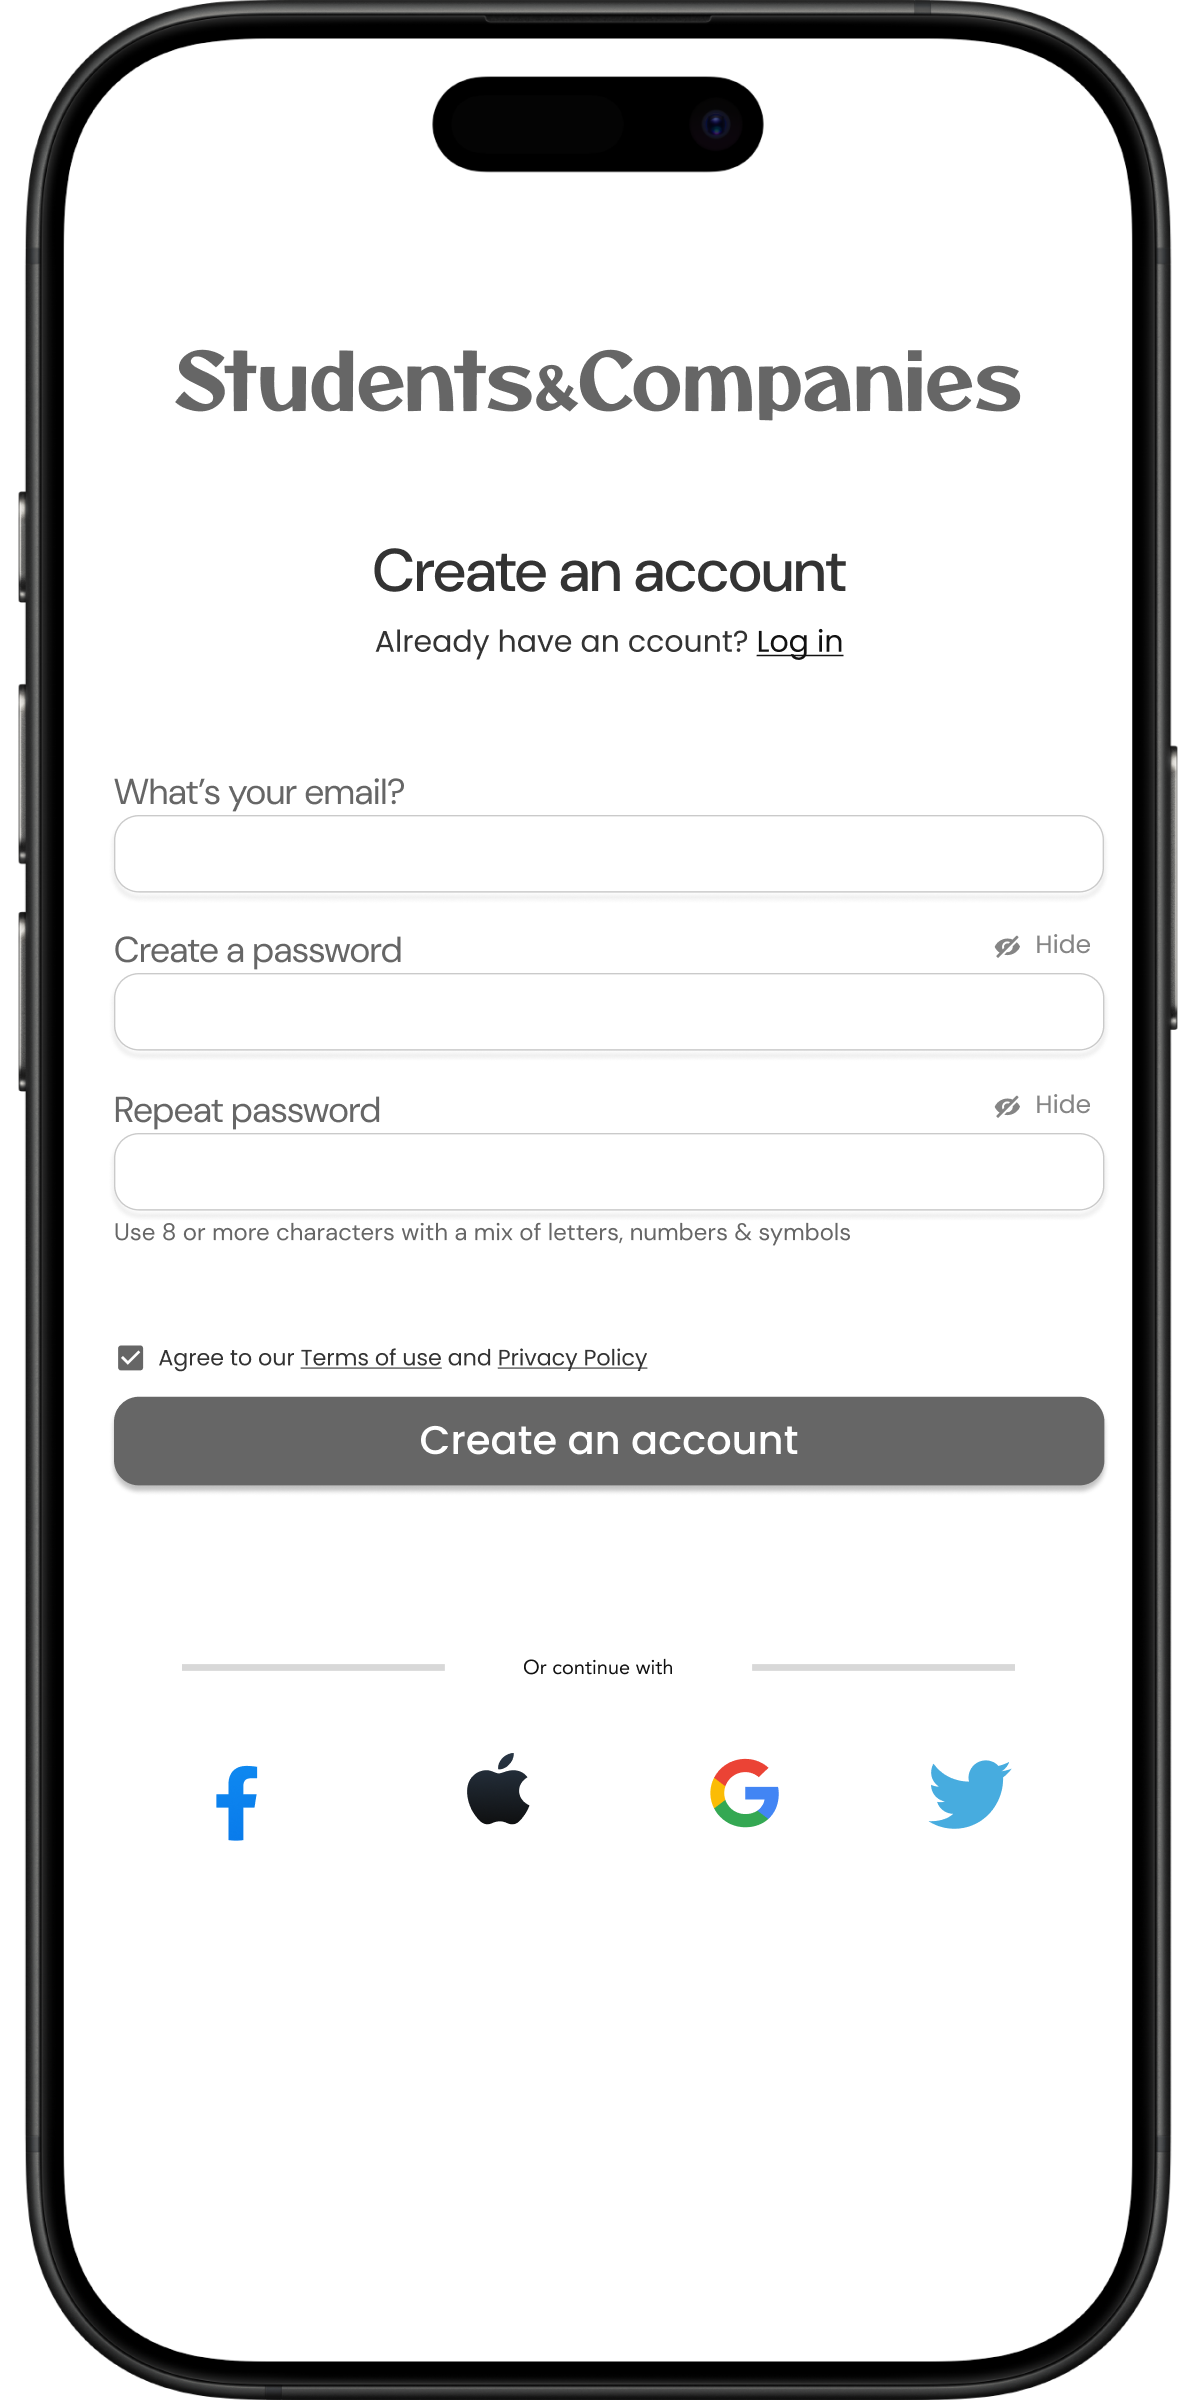 Students&Companies
Create an account
Already have an ccount? Log in
What’s your email?
Create a password
Hide
Repeat password
Hide
Use 8 or more characters with a mix of letters, numbers & symbols
Agree to our Terms of use and Privacy Policy
Create an account
Or continue with